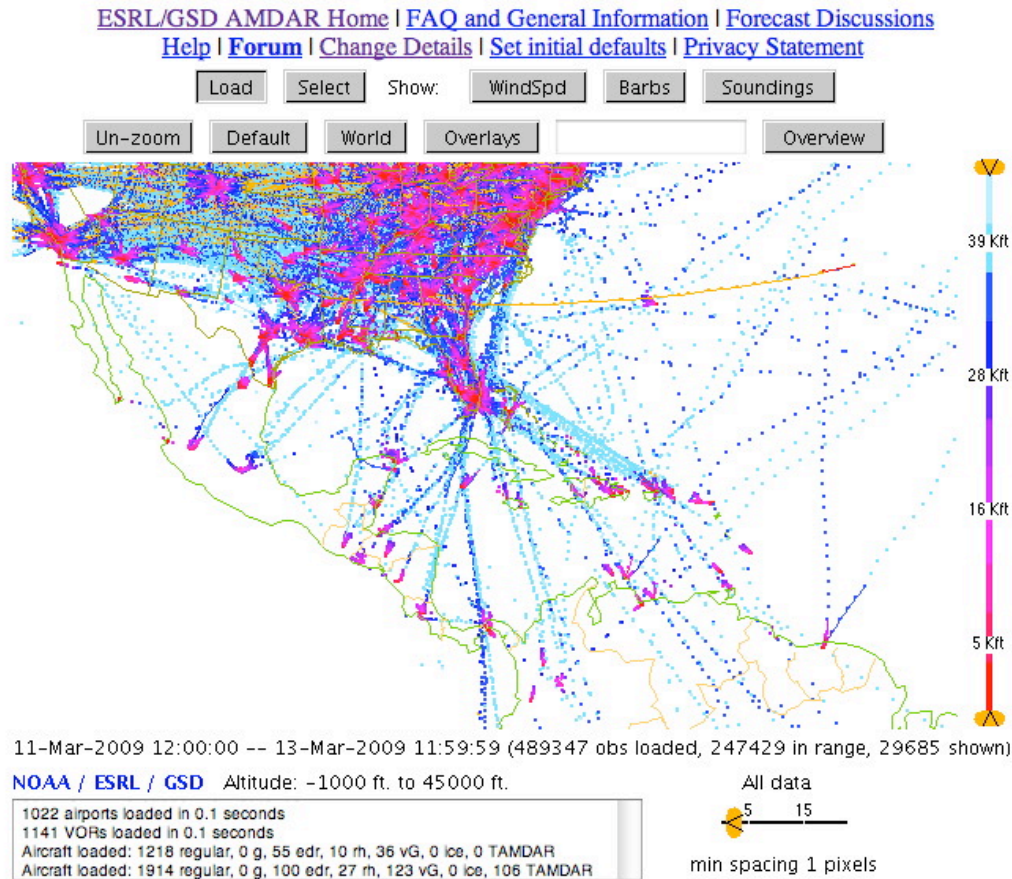 ESRL/GSD AMDAR Home | FAQ and General Information | Forecast Discussions
Help | Forum | Change Details | Set initial defaults | Privacy Statement
Load Select Show: WindSpd Barbs Soundings
Un-zoom Default World Overlays Overview
39 Kft
28 Kft
16 Kft
5 Kft
11-Mar-2009 12:00:00 -- 13-Mar-2009 11:59:59 (489347 obs loaded, 247429 in range, 29685 shown)
NOAA / ESRL / GSD Altitude: -1000 ft. to 45000 ft. All data
5 15
1022 airports loaded in 0.1 seconds
1141 VORs loaded in 0.1 seconds
Aircraft loaded: 1218 regular, 0 g, 55 edr, 10 rh, 36 vG, 0 ice, 0 TAMDAR
Aircraft loaded: 1914 regular, 0 g, 100 edr, 27 rh, 123 vG, 0 ice, 106 TAMDAR
min spacing 1 pixels